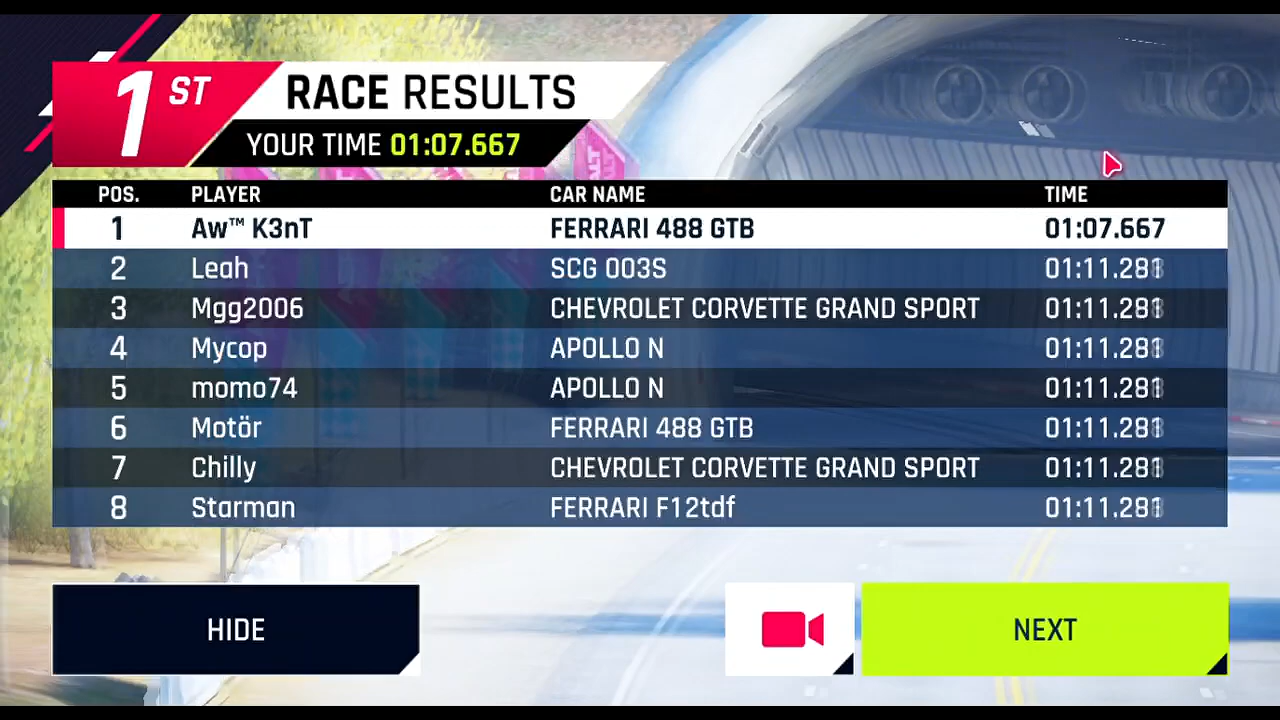 1 ST
RACE RESULTS
YOUR TIME 01:07.667
POS. PLAYER CAR NAME TIME
1 Aw™ K3nT FERRARI 488 GTB 01:07.667
2 Leah SCG 003S
3 Mgg2006 CHEVROLET CORVETTE GRAND SPORT
4 Mycop APOLLO N
5 momo74 APOLLO N
6 Motör FERRARI 488 GTB
7 Chilly CHEVROLET CORVETTE GRAND SPORT
8 Starman FERRARI F12tdf
HIDE NEXT